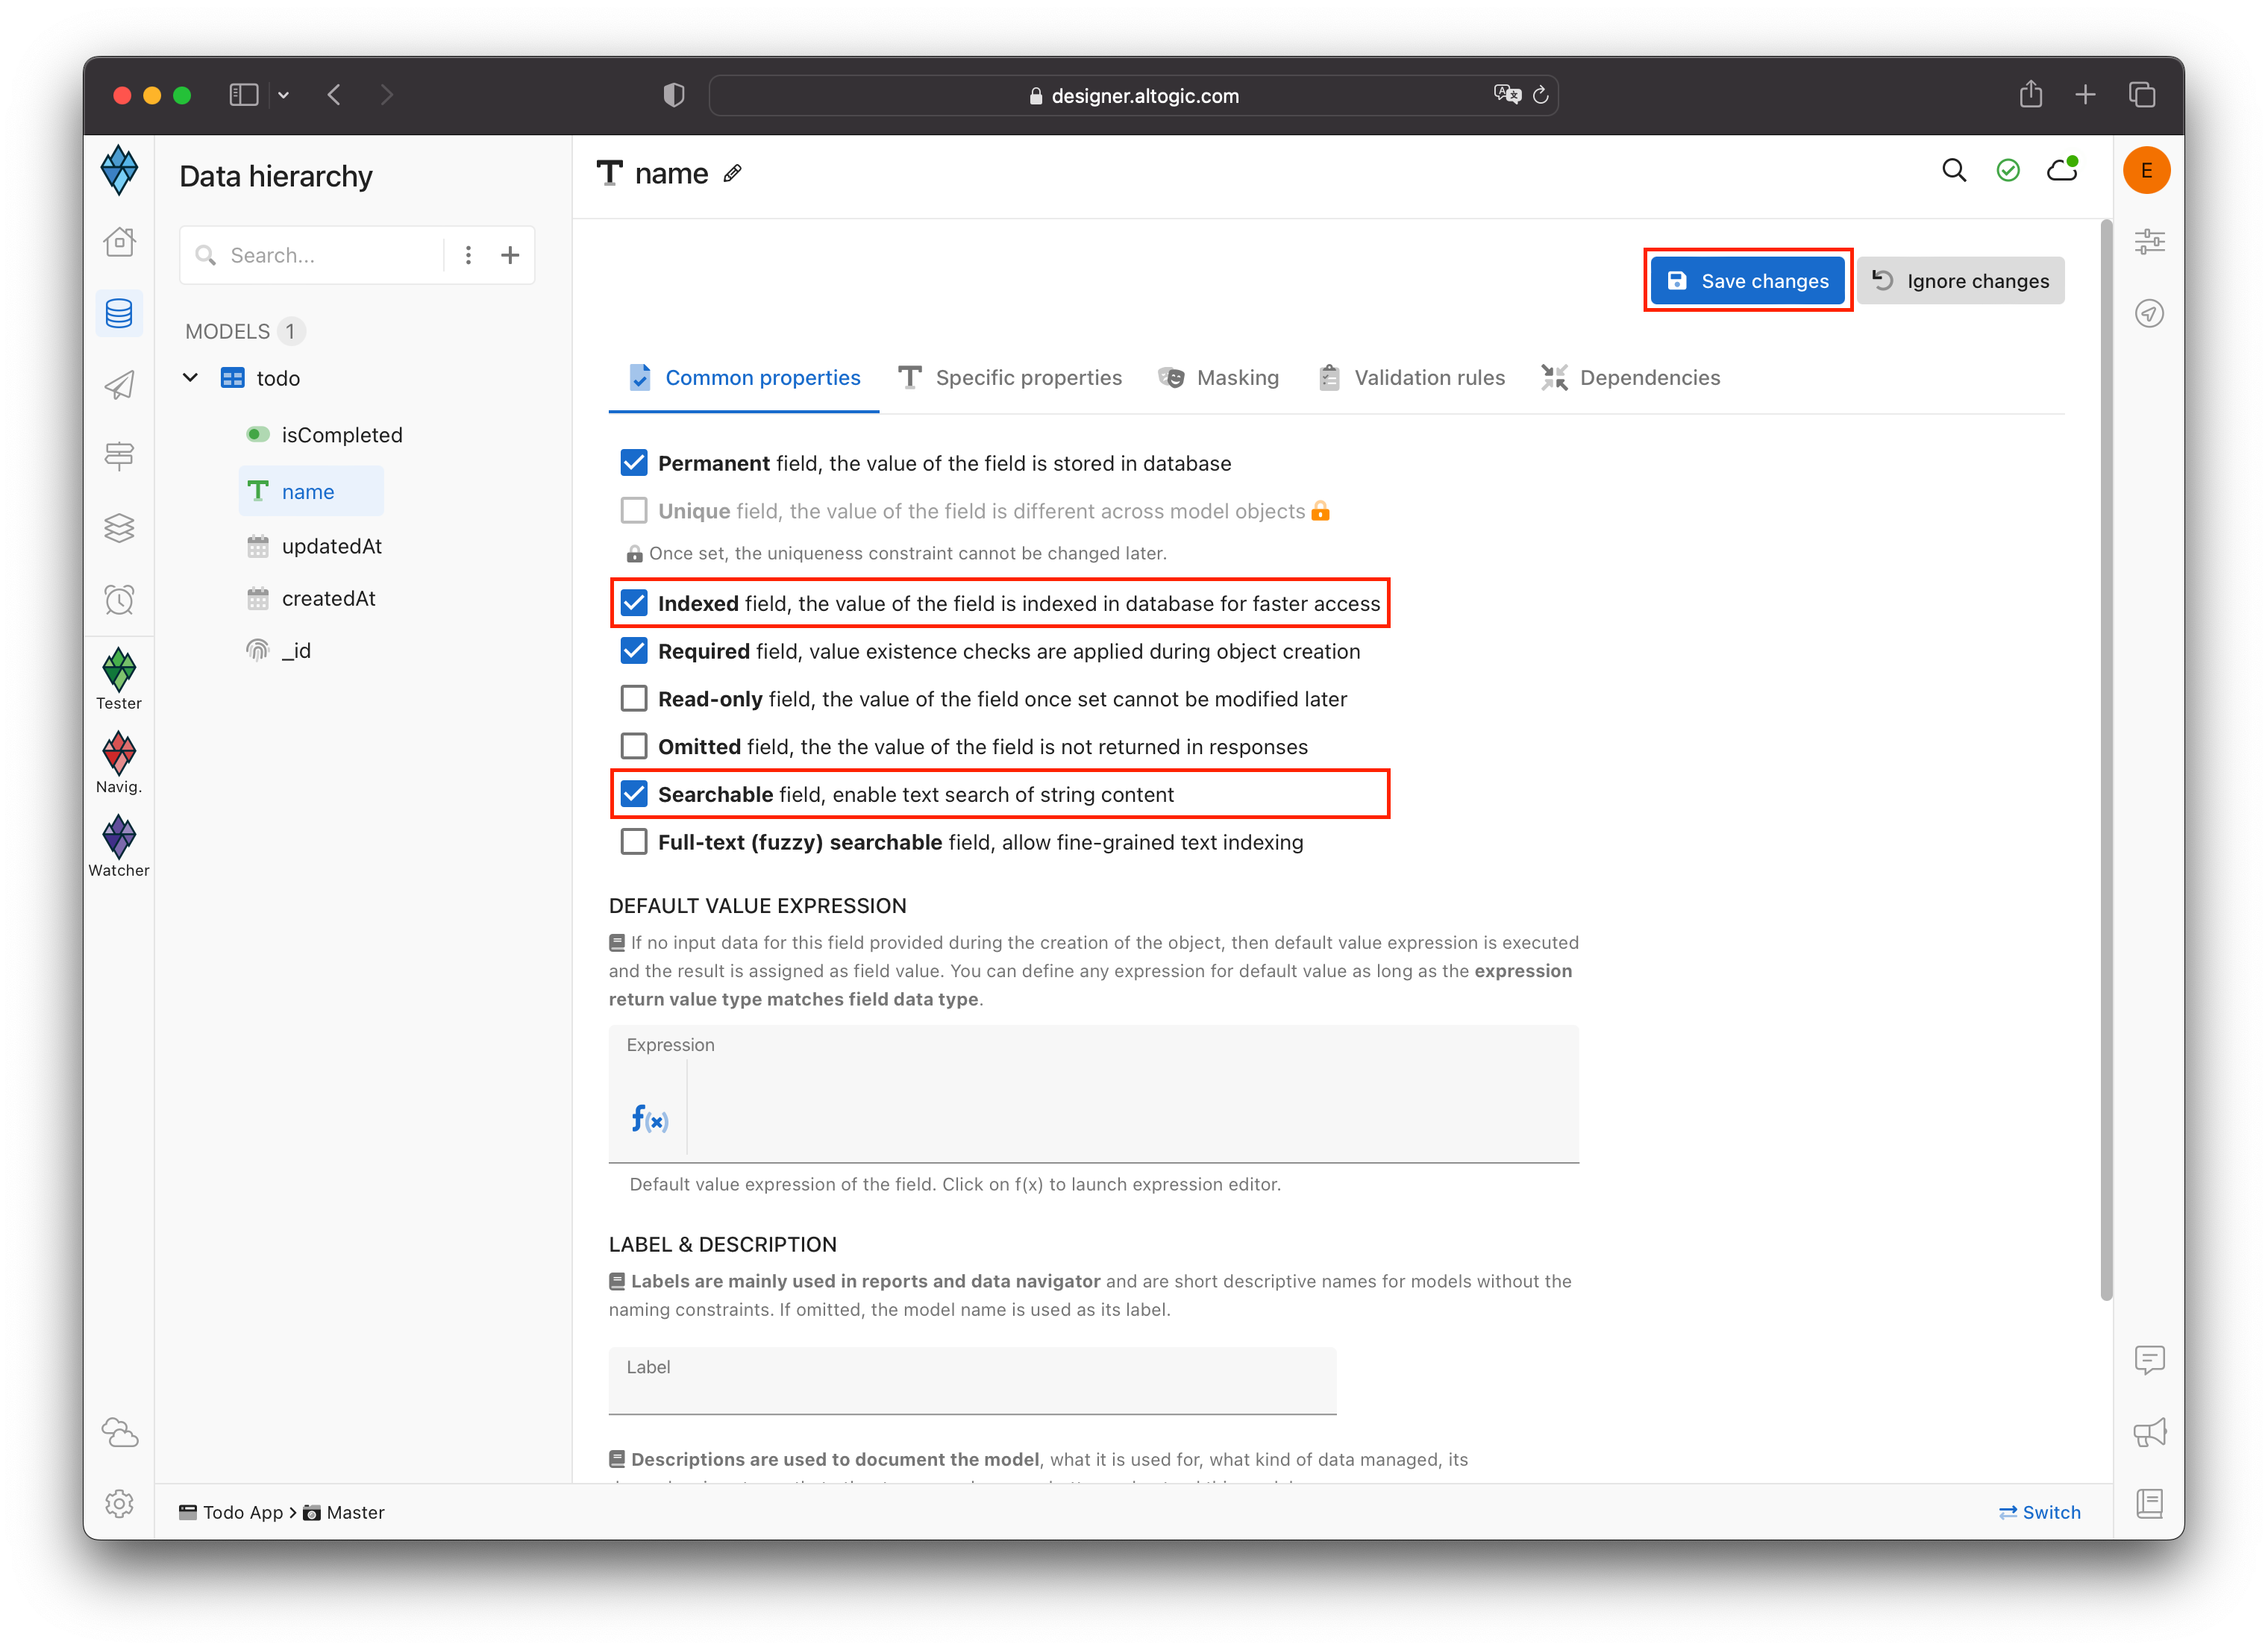 designer.altogic.com
Data hierarchy
name
E
Search...
Save changes
Ignore changes
MODELS 1
todo
isCompleted
name
updatedAt
createdAt
_id
Tester
Navig.
Watcher
Common properties
Specific properties
Masking
Validation rules
Dependencies
Permanent field, the value of the field is stored in database
Unique field, the value of the field is different across model objects
Once set, the uniqueness constraint cannot be changed later.
Indexed field, the value of the field is indexed in database for faster access
Required field, value existence checks are applied during object creation
Read-only field, the value of the field once set cannot be modified later
Omitted field, the the value of the field is not returned in responses
Searchable field, enable text search of string content
Full-text (fuzzy) searchable field, allow fine-grained text indexing
DEFAULT VALUE EXPRESSION
If no input data for this field provided during the creation of the object, then default value expression is executed
and the result is assigned as field value. You can define any expression for default value as long as the expression
return value type matches field data type.
Expression
f(x)
Default value expression of the field. Click on f(x) to launch expression editor.
LABEL & DESCRIPTION
Labels are mainly used in reports and data navigator and are short descriptive names for models without the
naming constraints. If omitted, the model name is used as its label.
Label
Descriptions are used to document the model, what it is used for, what kind of data managed, its
Todo App > Master
Switch